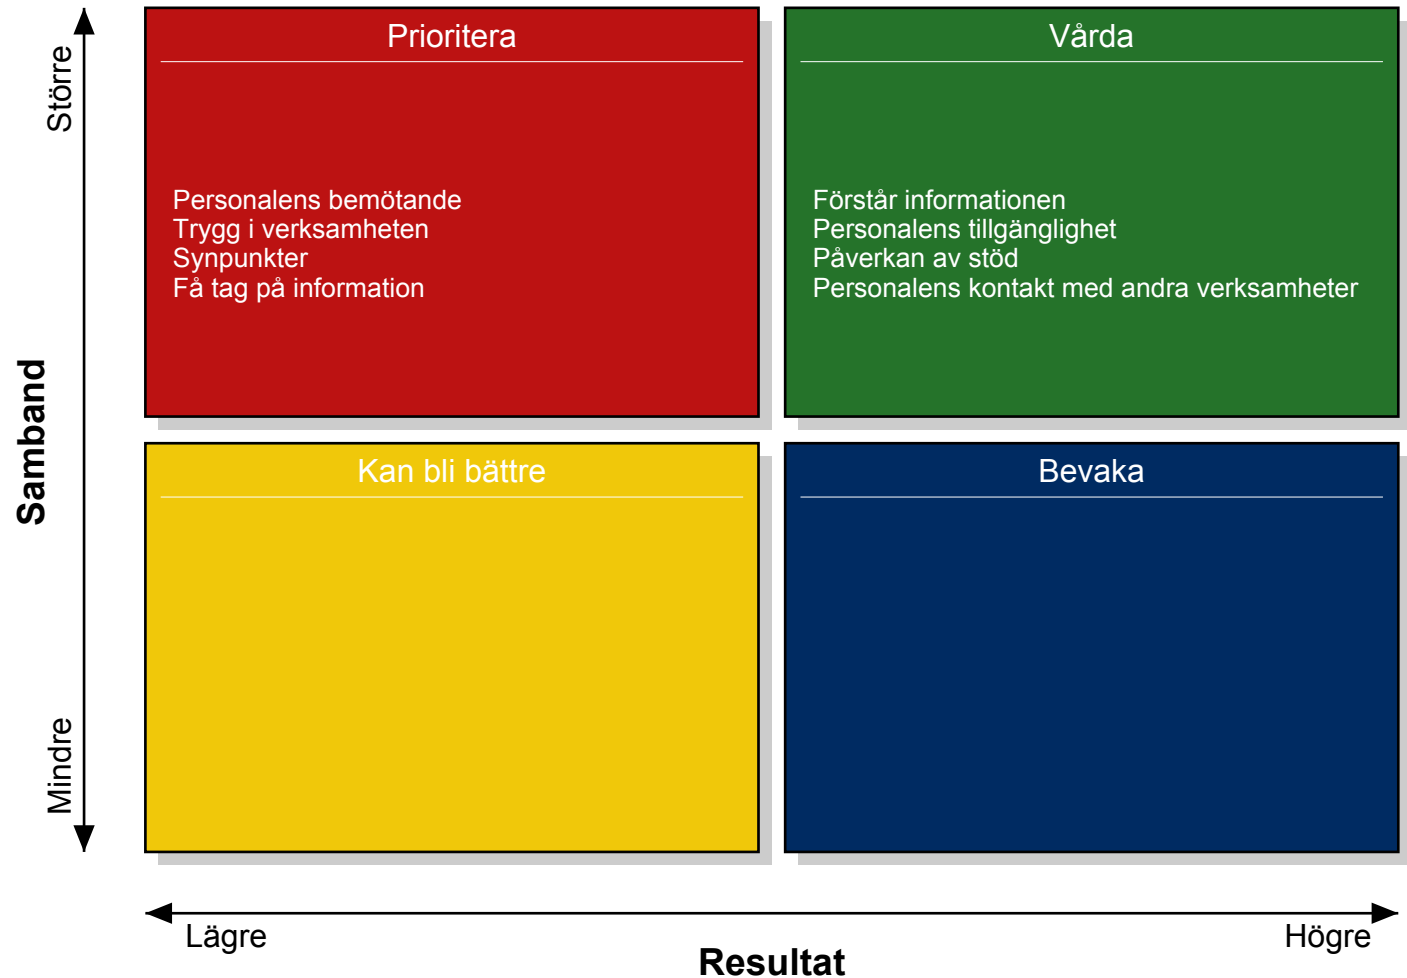 Större
Prioritera
Vårda
Personalens bemötande
Trygg i verksamheten
Synpunkter
Få tag på information
Förstår informationen
Personalens tillgänglighet
Påverkan av stöd
Personalens kontakt med andra verksamheter
Samband
Kan bli bättre
Bevaka
Mindre
Lägre
Högre
Resultat